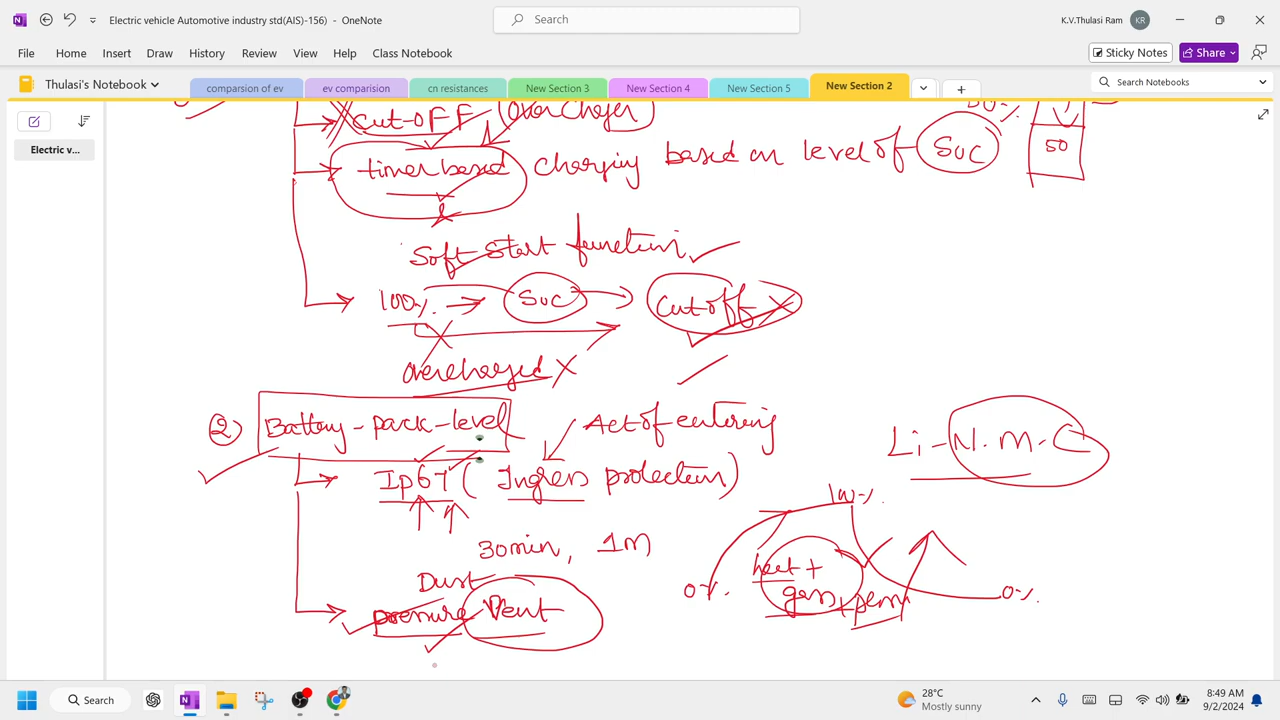 Electric vehicle Automotive industry std(AIS)-156) - OneNote
Search
K.V.Thulasi Ram KR
File Home Insert Draw History Review View Help Class Notebook
Sticky Notes Share
Thulasi's Notebook
comparsion of ev ev comparision cn resistances New Section 3 New Section 4 New Section 5 New Section 2
Search Notebooks
Electric v...
Cut-OFF (Overchager)
timer based charging based on level of SOC 50
Soft-Start function
100% → SOC → Cut off X
Overcharged X
② Battery-pack-level Act of entering
Li-N.M.C
IP67 (Ingress protection)
100%
30min, 1M
heat +
0% gass + 0%
Dust
pressure Vent
Search
28°C
Mostly sunny
8:49 AM
9/2/2024